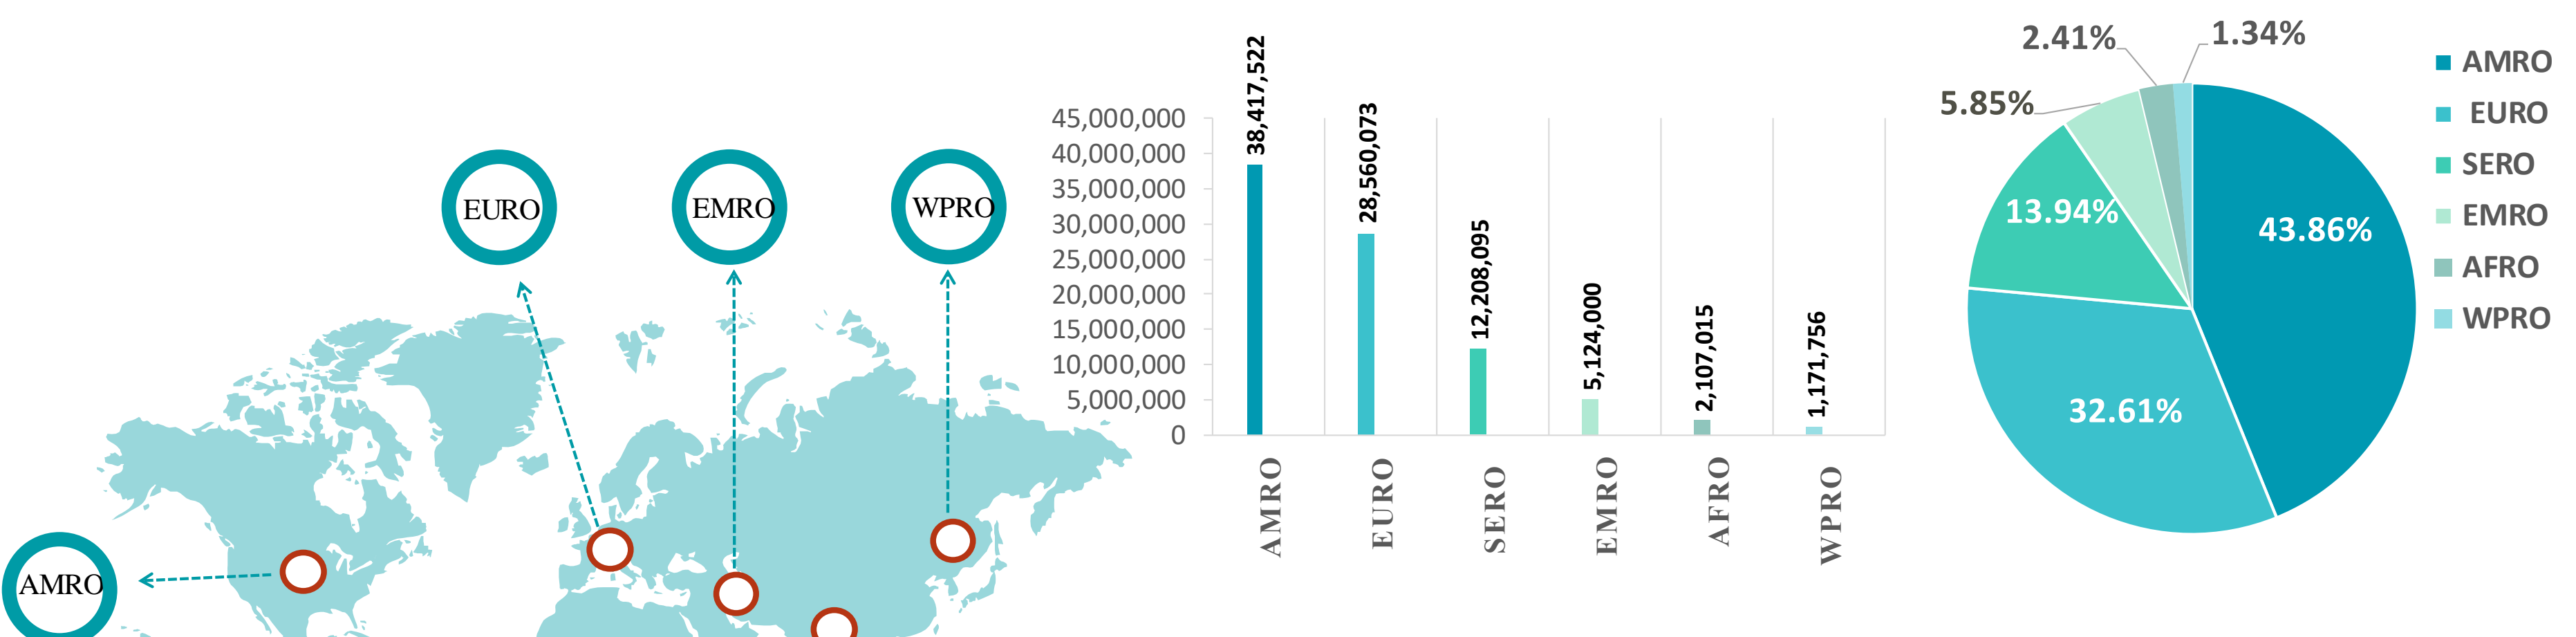 EURO
EMRO
WPRO
AMRO
45,000,000
40,000,000
35,000,000
30,000,000
25,000,000
20,000,000
15,000,000
10,000,000
5,000,000
0
38,417,522
28,560,073
12,208,095
5,124,000
2,107,015
1,171,756
AMRO
EURO
SERO
EMRO
AFRO
WPRO
2.41%
1.34%
5.85%
13.94%
43.86%
32.61%
AMRO
EURO
SERO
EMRO
AFRO
WPRO